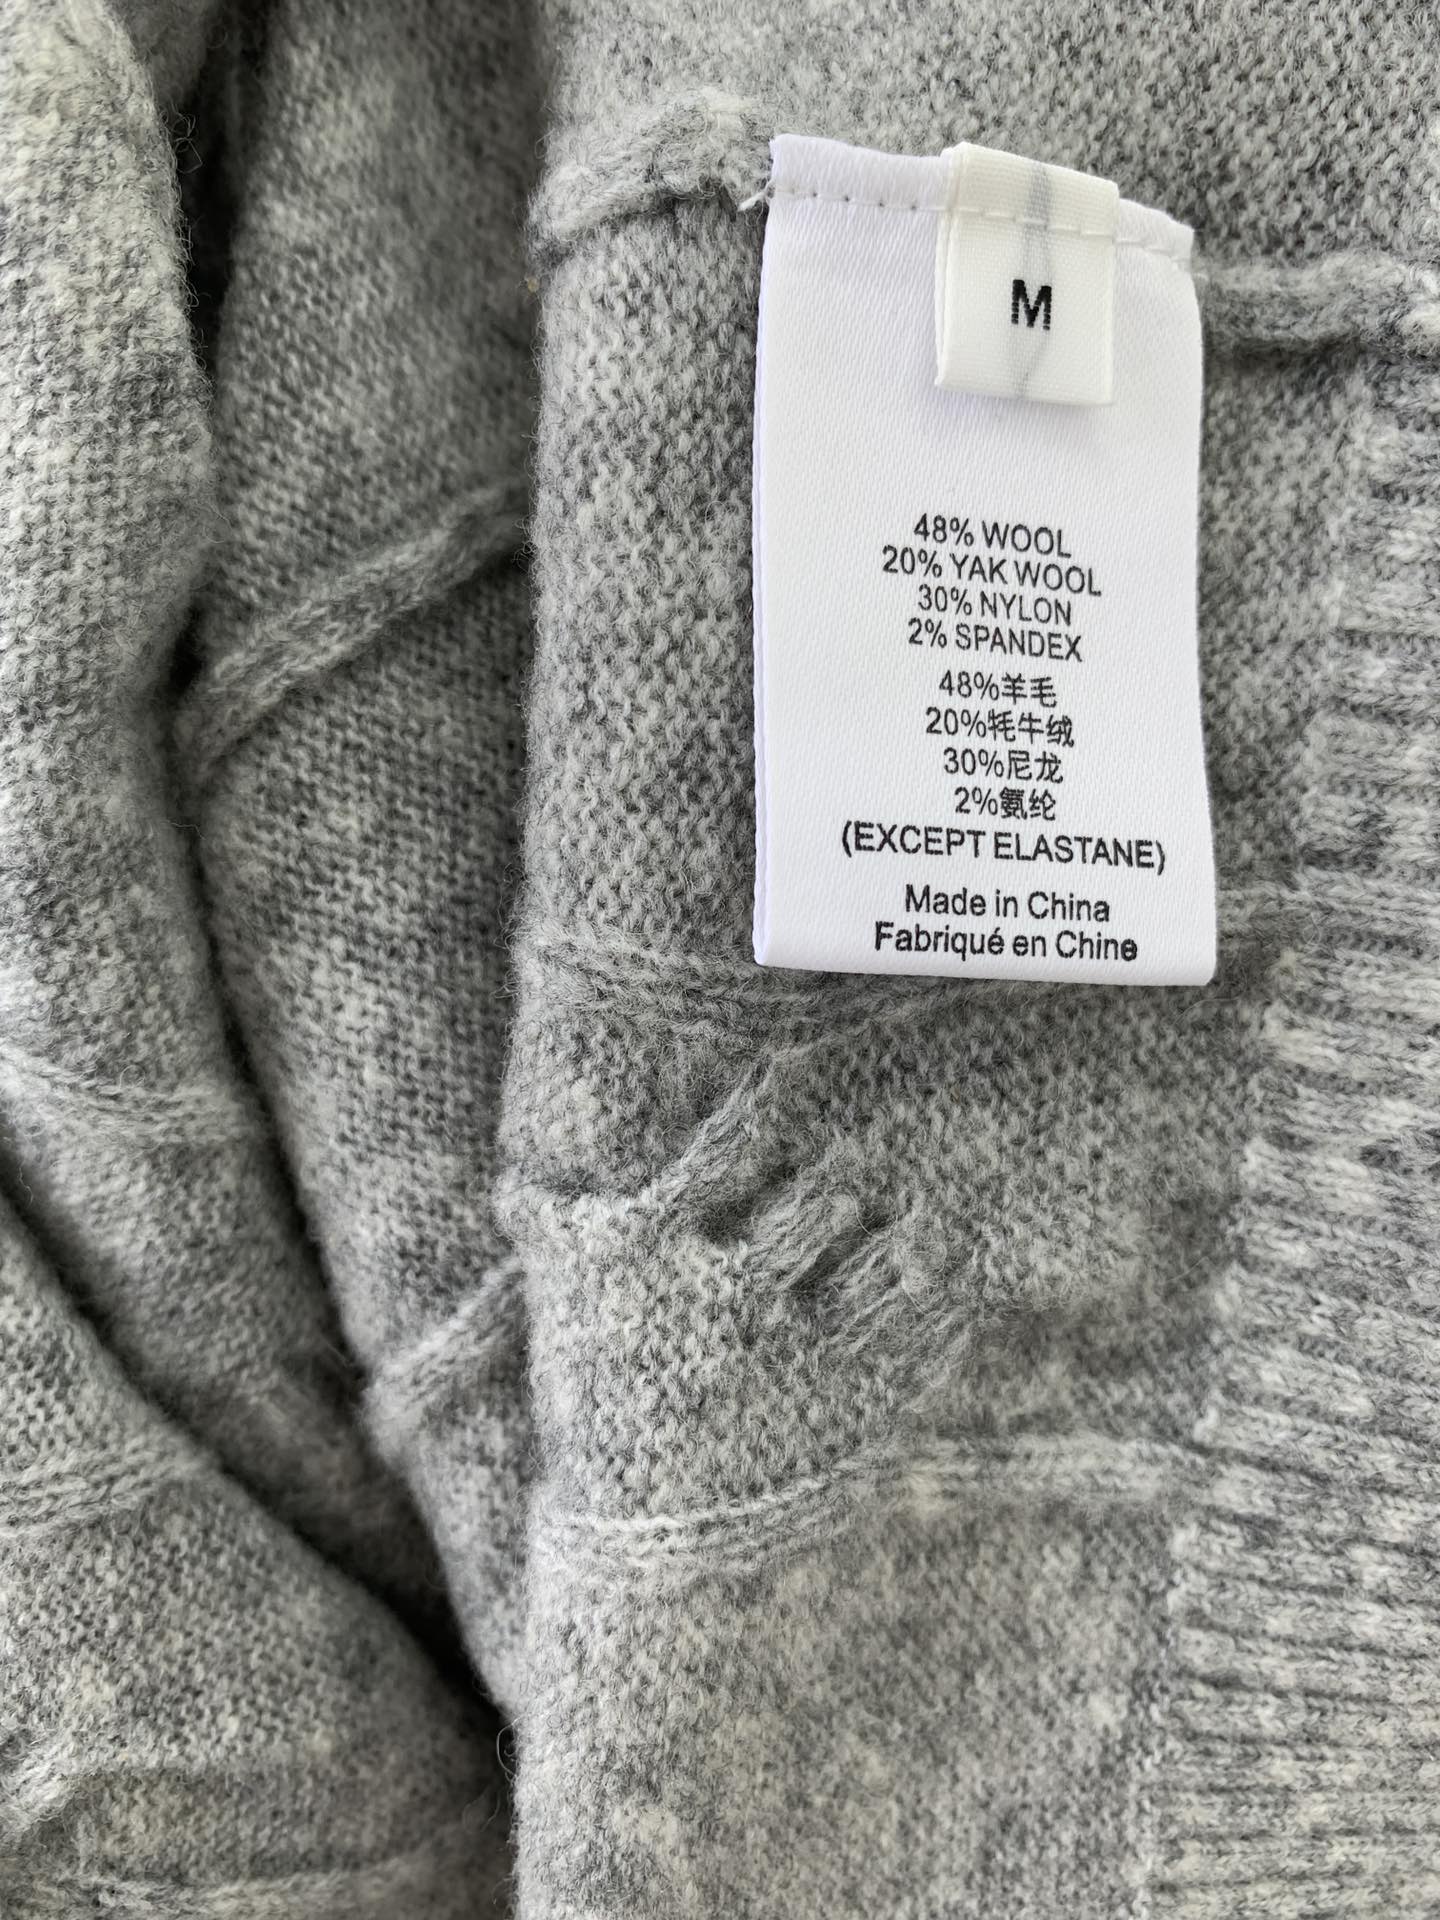 M
48% WOOL
20% YAK WOOL
30% NYLON
2% SPANDEX
48%羊毛
20%牦牛绒
30%尼龙
2%氨纶
(EXCEPT ELASTANE)
Made in China
Fabriqué en Chine